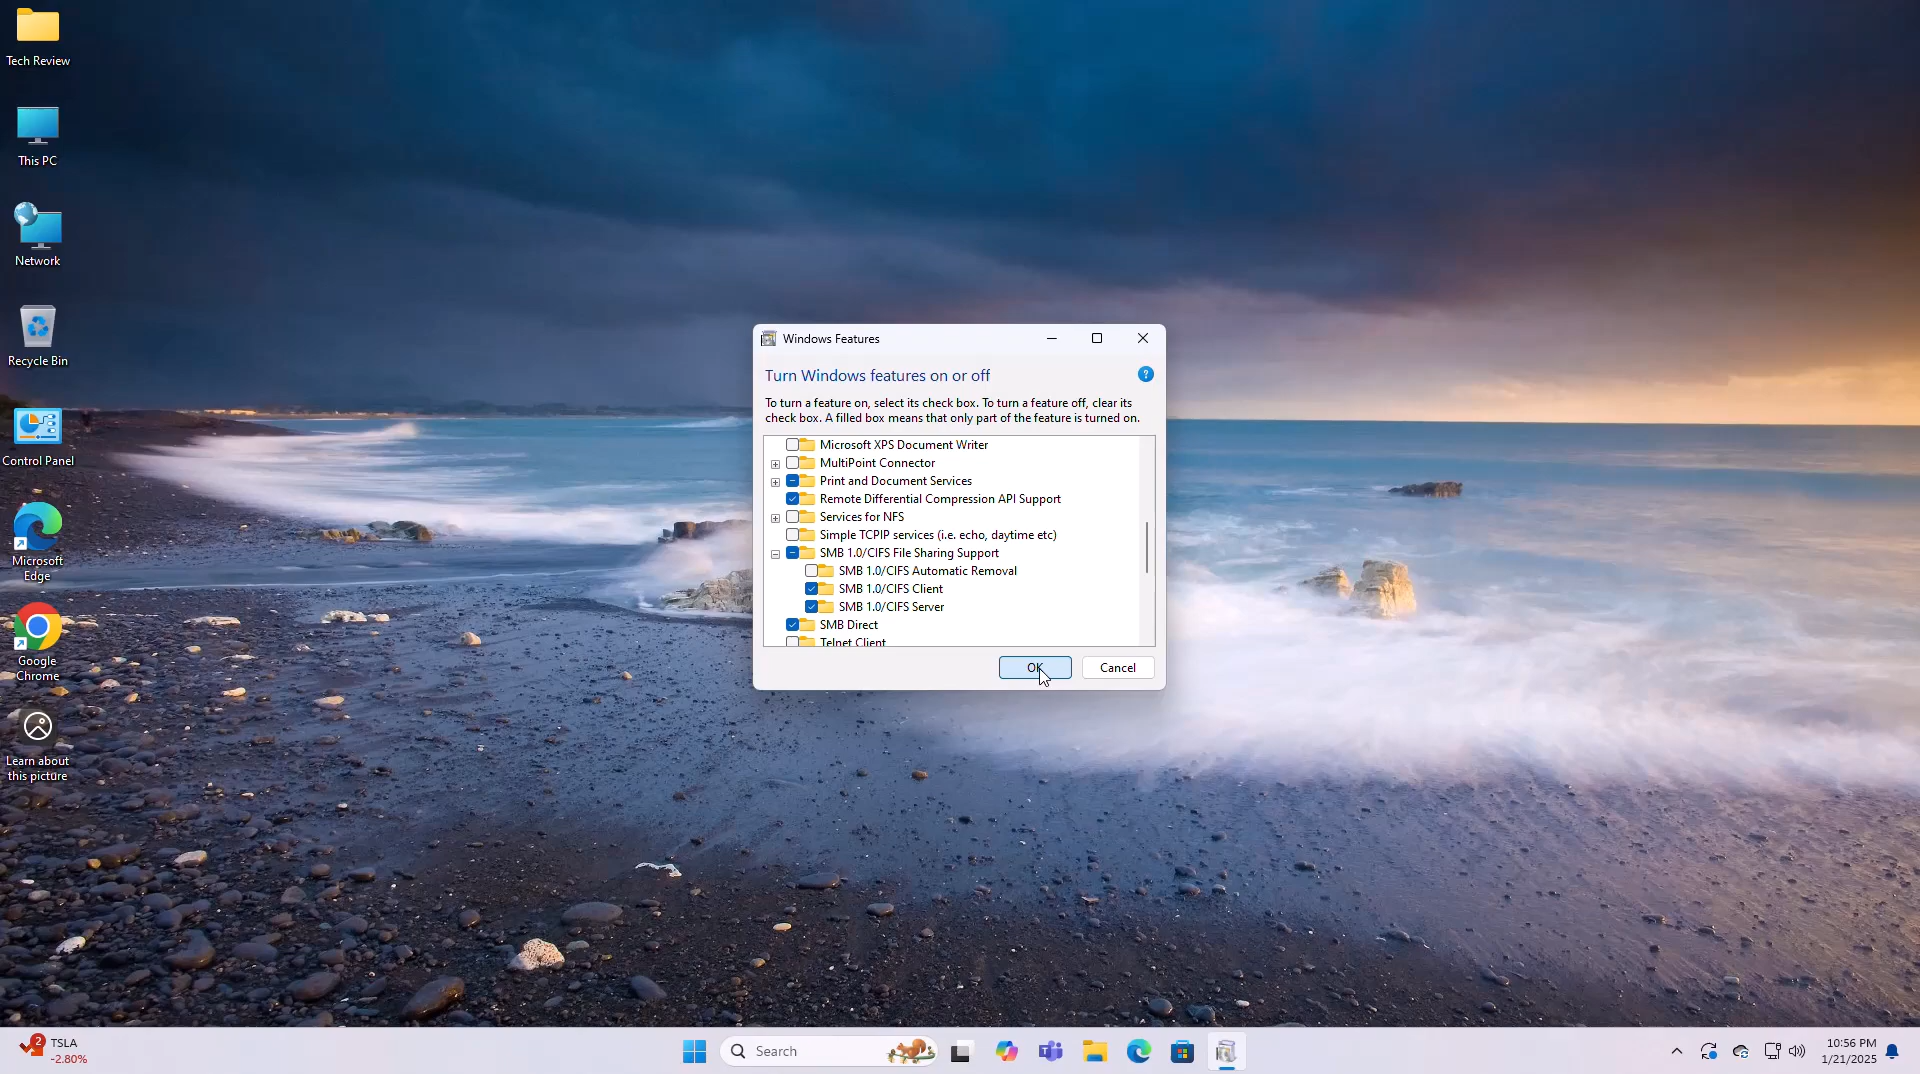 Tech Review
This PC
Network
Recycle Bin
Control Panel
Microsoft
Edge
Google
Chrome
Learn about
this picture
Windows Features
Turn Windows features on or off
?
To turn a feature on, select its check box. To turn a feature off, clear its
check box. A filled box means that only part of the feature is turned on.
Microsoft XPS Document Writer
MultiPoint Connector
Print and Document Services
Remote Differential Compression API Support
Services for NFS
Simple TCPIP services (i.e. echo, daytime etc)
SMB 1.0/CIFS File Sharing Support
SMB 1.0/CIFS Automatic Removal
SMB 1.0/CIFS Client
SMB 1.0/CIFS Server
SMB Direct
Telnet Client
OK
Cancel
2
TSLA
-2.80%
Search
10:56 PM
1/21/2025